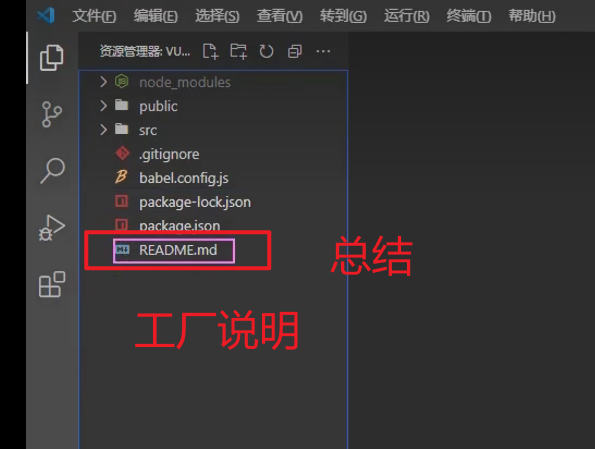 文件(F) 编辑(E) 选择(S) 查看(V) 转到(G) 运行(R) 终端(T) 帮助(H)
资源管理器: VU...
node_modules
public
src
.gitignore
babel.config.js
package-lock.json
package.json
README.md
总结
工厂说明